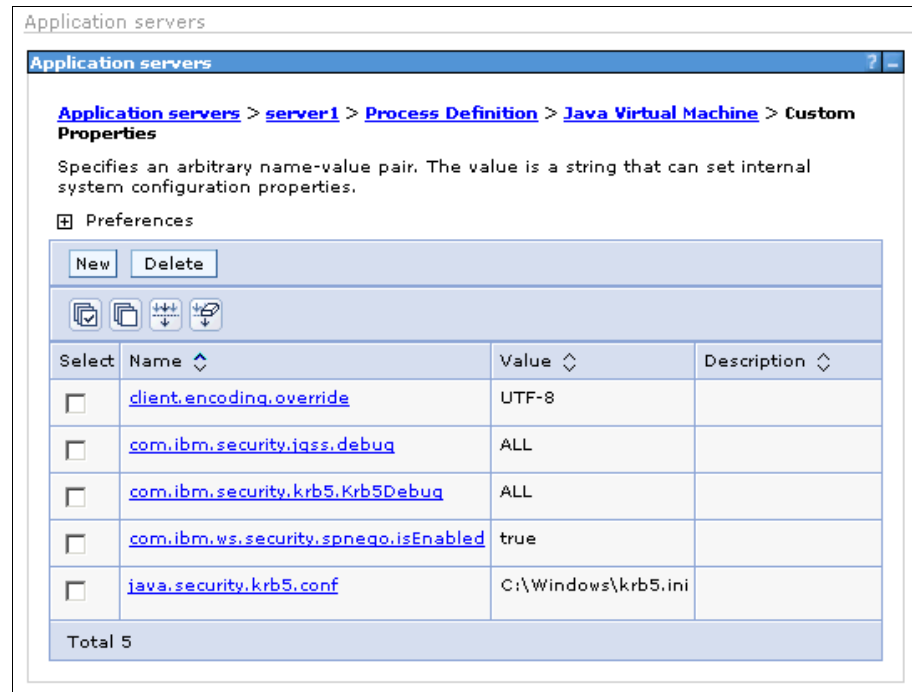 Application servers
Application servers ? _
Application servers > server1 > Process Definition > Java Virtual Machine > Custom
Properties
Specifies an arbitrary name-value pair. The value is a string that can set internal
system configuration properties.
Preferences
New Delete
Select Name Value Description
client.encoding.override UTF-8
com.ibm.security.jgss.debug ALL
com.ibm.security.krb5.Krb5Debug ALL
com.ibm.ws.security.spnego.isEnabled true
java.security.krb5.conf C:\Windows\krb5.ini
Total 5